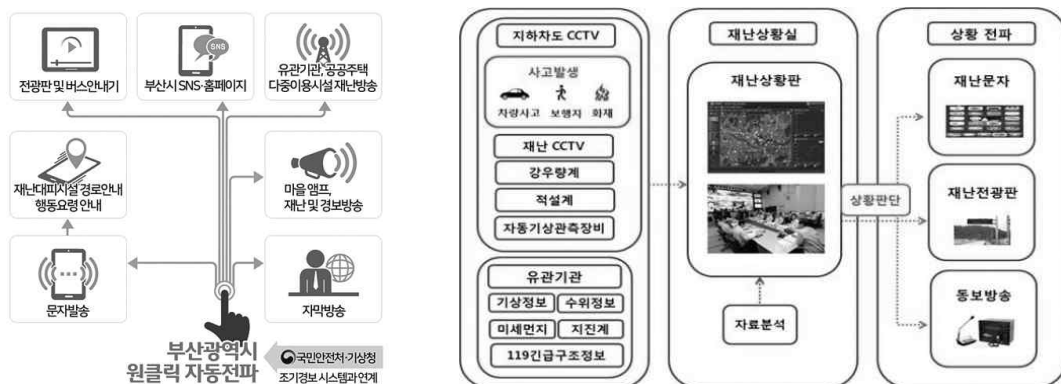 전광판 및 버스안내기
SNS
부산시 SNS·홈페이지
유관기관, 공공주택
다중이용시설 재난방송
재난대피시설 경로안내
행동요령 안내
마을 앰프,
재난 및 경보방송
문자발송
자막방송
부산광역시
원클릭 자동전파
국민안전처·기상청
조기경보 시스템과 연계
지하차도 CCTV
사고발생
차량사고 보행자 화재
재난 CCTV
강우량계
적설계
자동기상관측장비
유관기관
기상정보 수위정보
미세먼지 지진계
119긴급구조정보
재난상황실
재난상황판
자료분석
상황판단
상황 전파
재난문자
재난전광판
동보방송